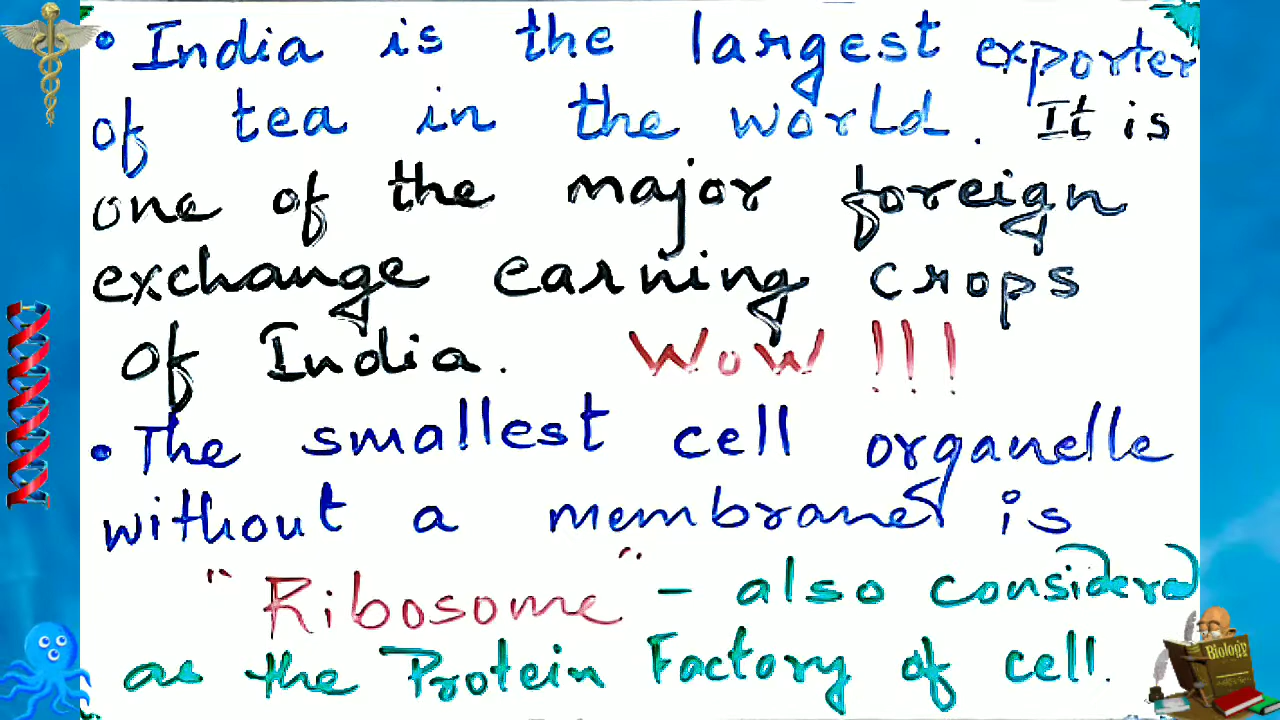 • India is the largest exporter
of tea in the world. It is
one of the major foreign
exchange earning crops
of India. WoW !!!
• The smallest cell organelle
without a membrane is
"Ribosome" - also considered
as the Protein Factory of cell.
Biology